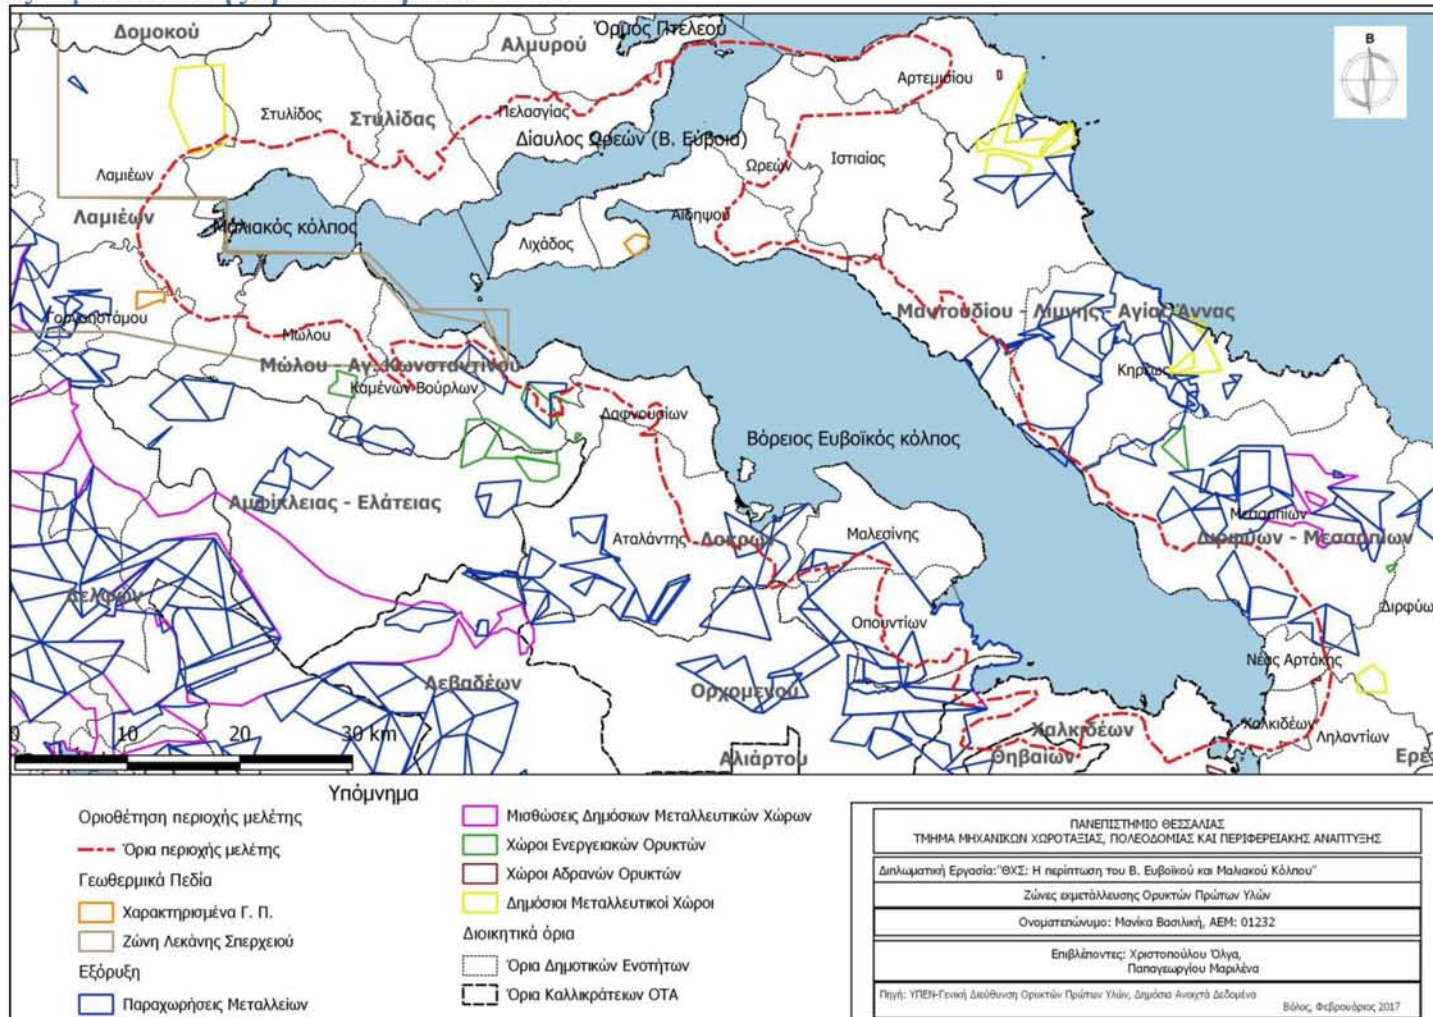 Δομοκού
Αλμυρού
Όρμος Πτελεού
Β
Αρτεμισίου
Στυλίδος
Στυλίδας
Πελασγίας
Δίαυλος Ωρεών (Β. Εύβοια)
Ωρεών
Ιστιαίας
Λαμιέων
Λαμιέων
Μαλιακός κόλπος
Λιχάδος
Αιδηψού
Γοργοποτάμου
Μώλου
Μαντουδίου - Λίμνης - Αγίας Άννας
Μώλου - Αγ. Κωνσταντίνου
Καμένων Βούρλων
Κηρέως
Δαφνουσίων
Βόρειος Ευβοϊκός κόλπος
Αμφίκλειας - Ελάτειας
Μεσσαπίων
Αταλάντης
Λοκρών
Μαλεσίνης
Διρφύων - Μεσσαπίων
Δελφών
Οπουντίων
Διρφύω
Νέας Αρτάκης
Λεβαδέων
Ορχομενού
Χαλκιδέων
Χαλκιδέων
Ληλαντίων
Αλιάρτου
Θηβαίων
Ερέ
0 10 20 30 km
Υπόμνημα
Οριοθέτηση περιοχής μελέτης
Όρια περιοχής μελέτης
Γεωθερμικά Πεδία
Χαρακτηρισμένα Γ. Π.
Ζώνη Λεκάνης Σπερχειού
Εξόρυξη
Παραχωρήσεις Μεταλλείων
Μισθώσεις Δημόσιων Μεταλλευτικών Χώρων
Χώροι Ενεργειακών Ορυκτών
Χώροι Αδρανών Ορυκτών
Δημόσιοι Μεταλλευτικοί Χώροι
Διοικητικά όρια
Όρια Δημοτικών Ενοτήτων
Όρια Καλλικράτειων ΟΤΑ
ΠΑΝΕΠΙΣΤΗΜΙΟ ΘΕΣΣΑΛΙΑΣ
ΤΜΗΜΑ ΜΗΧΑΝΙΚΩΝ ΧΩΡΟΤΑΞΙΑΣ, ΠΟΛΕΟΔΟΜΙΑΣ ΚΑΙ ΠΕΡΙΦΕΡΕΙΑΚΗΣ ΑΝΑΠΤΥΞΗΣ
Διπλωματική Εργασία:"ΘΧΣ: Η περίπτωση του Β. Ευβοϊκού και Μαλιακού Κόλπου"
Ζώνες εκμετάλλευσης Ορυκτών Πρώτων Υλών
Ονοματεπώνυμο: Μανίκα Βασιλική, ΑΕΜ: 01232
Επιβλέποντες: Χριστοπούλου Όλγα,
Παπαγεωργίου Μαριλένα
Πηγή: ΥΠΕΝ-Γενική Διεύθυνση Ορυκτών Πρώτων Υλών, Δημόσια Ανοιχτά Δεδομένα
Βόλος, Φεβρουάριος 2017